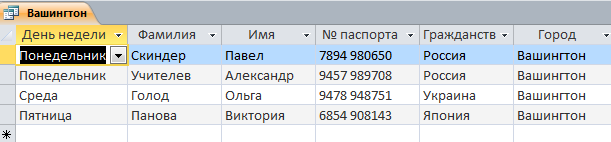 Вашингтон
День недели Фамилия Имя № паспорта Гражданств Город
Понедельник Скиндер Павел 7894 980650 Россия Вашингтон
Понедельник Учителев Александр 9457 989708 Россия Вашингтон
Среда Голод Ольга 9478 948751 Украина Вашингтон
Пятница Панова Виктория 6854 908143 Япония Вашингтон